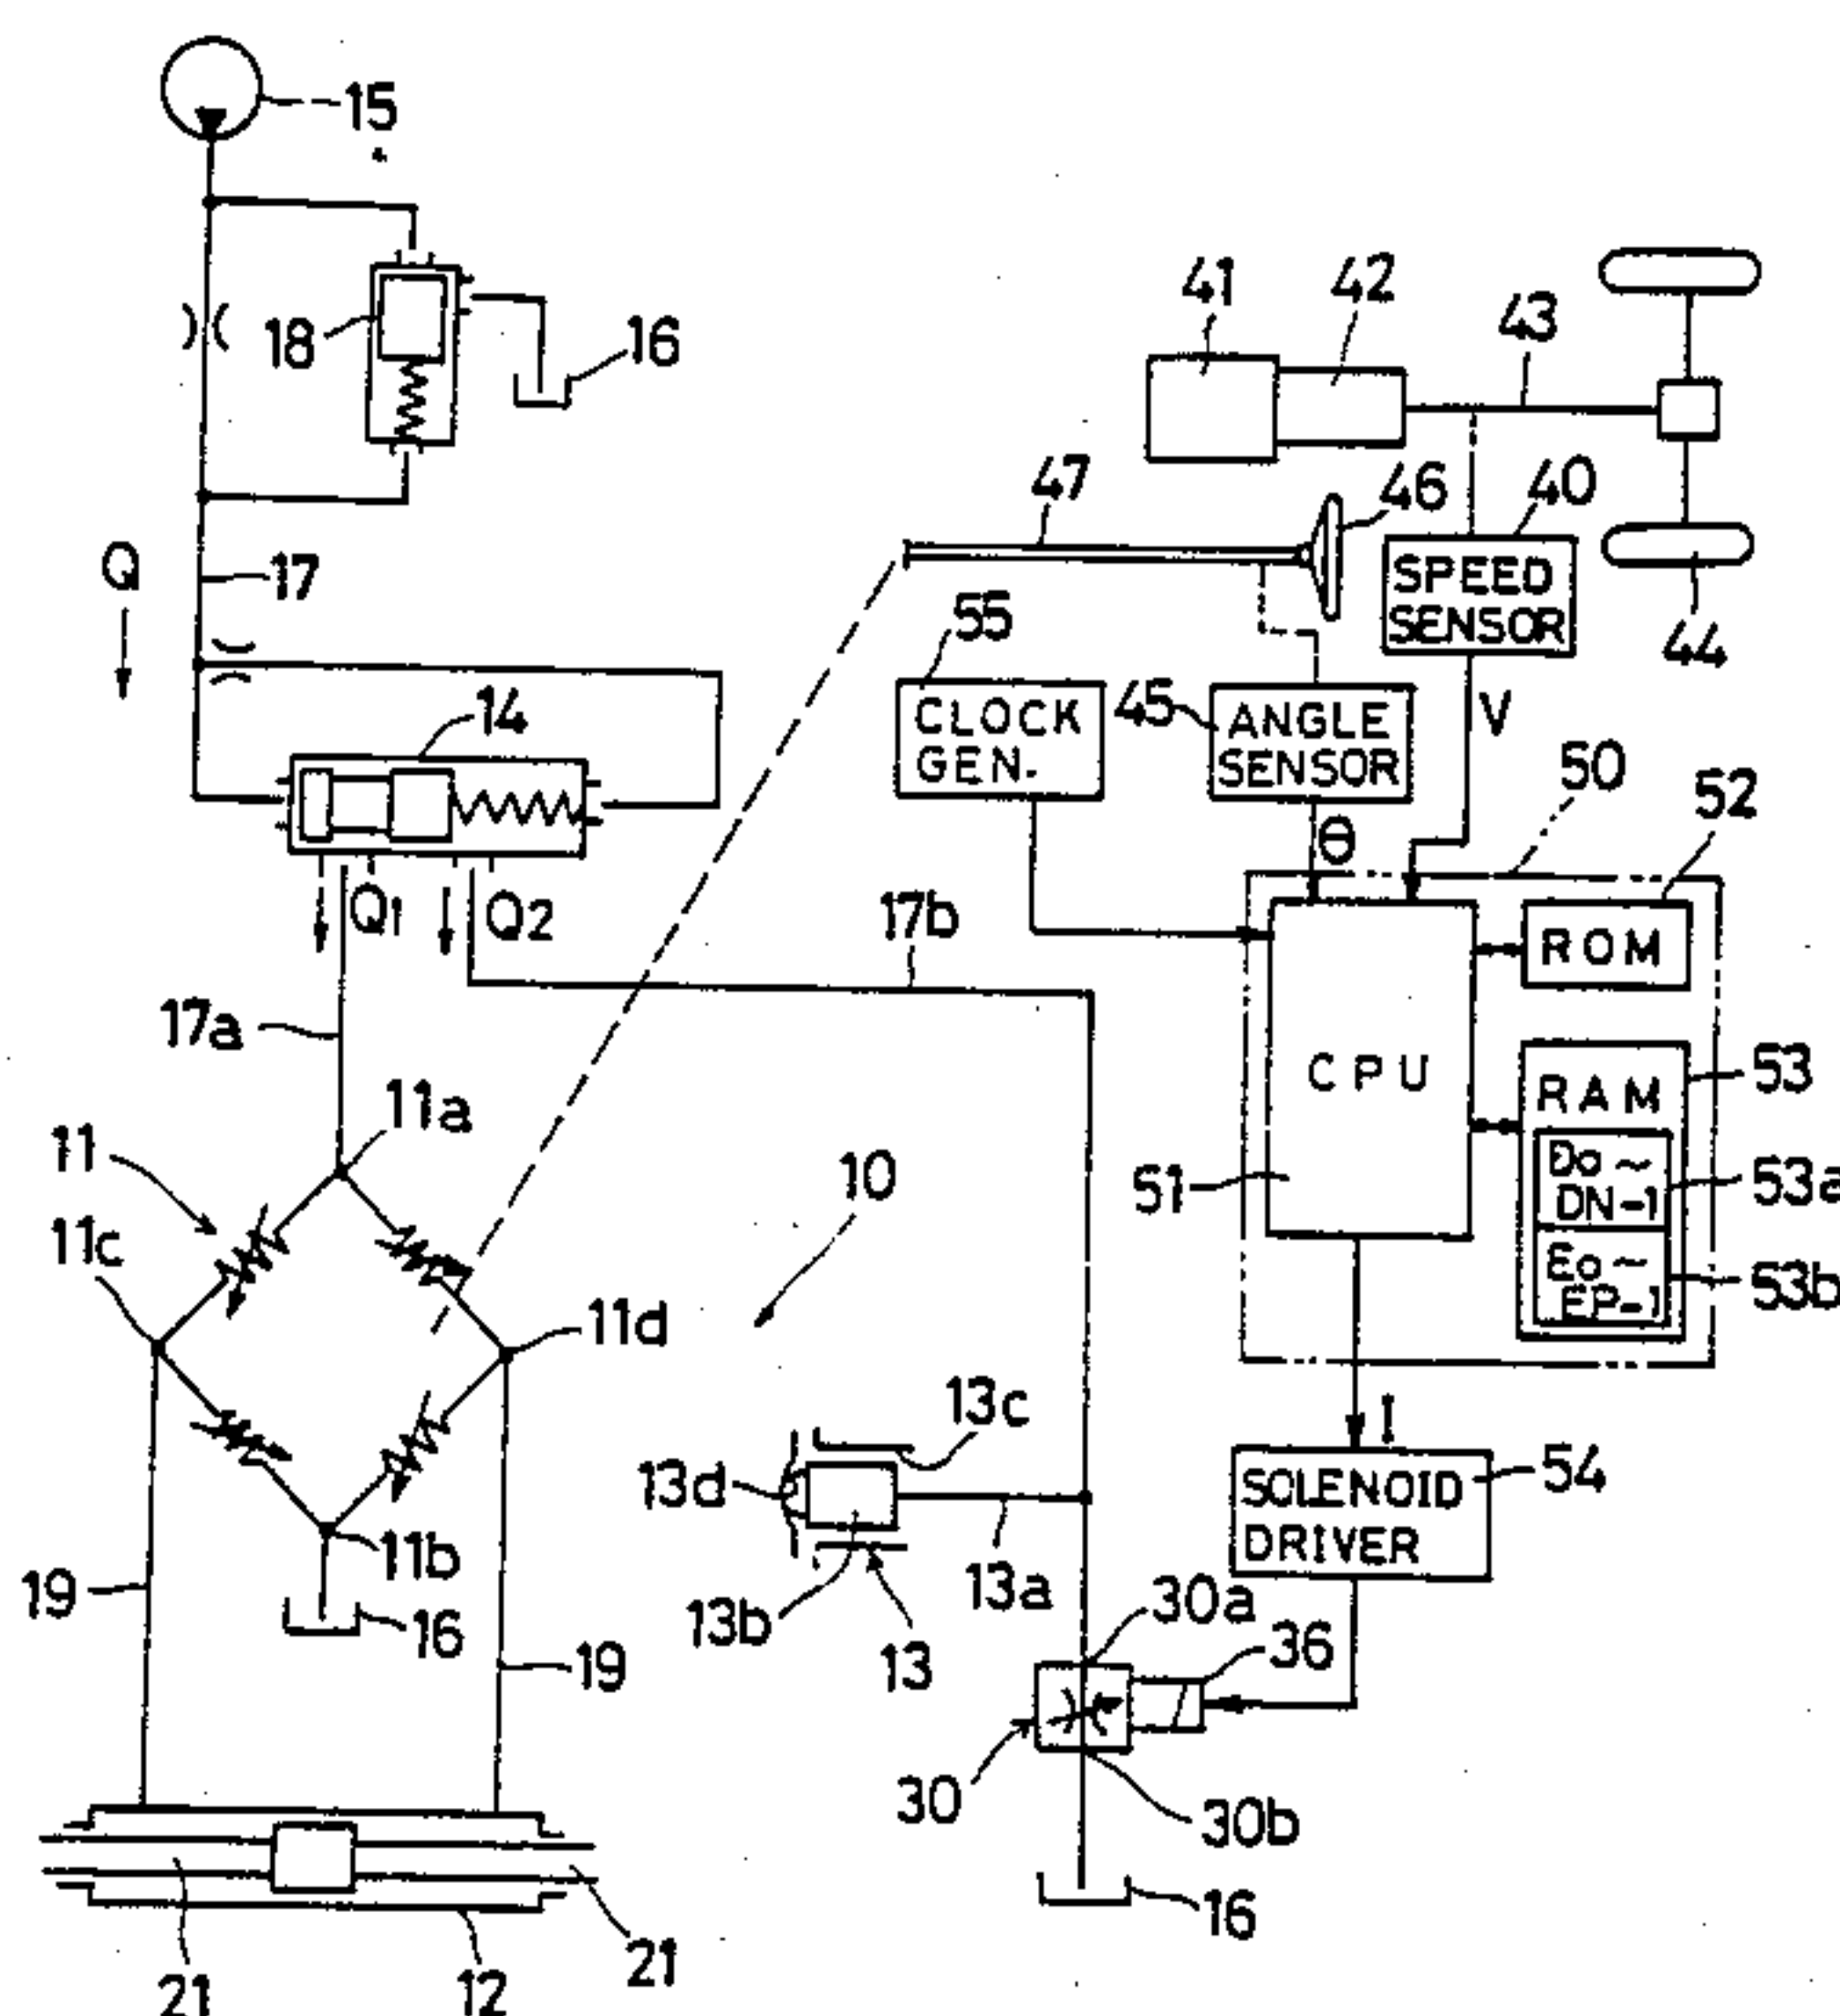 15
18
16
41
42
43
47
46
40
SPEED
SENSOR
44
Q
17
55
CLOCK
GEN.
45
ANGLE
SENSOR
V
14
50
52
Θ
Q1
Q2
17b
ROM
17a
CPU
53
RAM
11a
11
10
51
Do ~
DN-1
53a
11c
Eo ~
EP-1
53b
11d
13c
I
13d
SOLENOID
DRIVER
54
11b
13a
19
16
13b
13
30a
36
19
30
30b
16
21
12
21